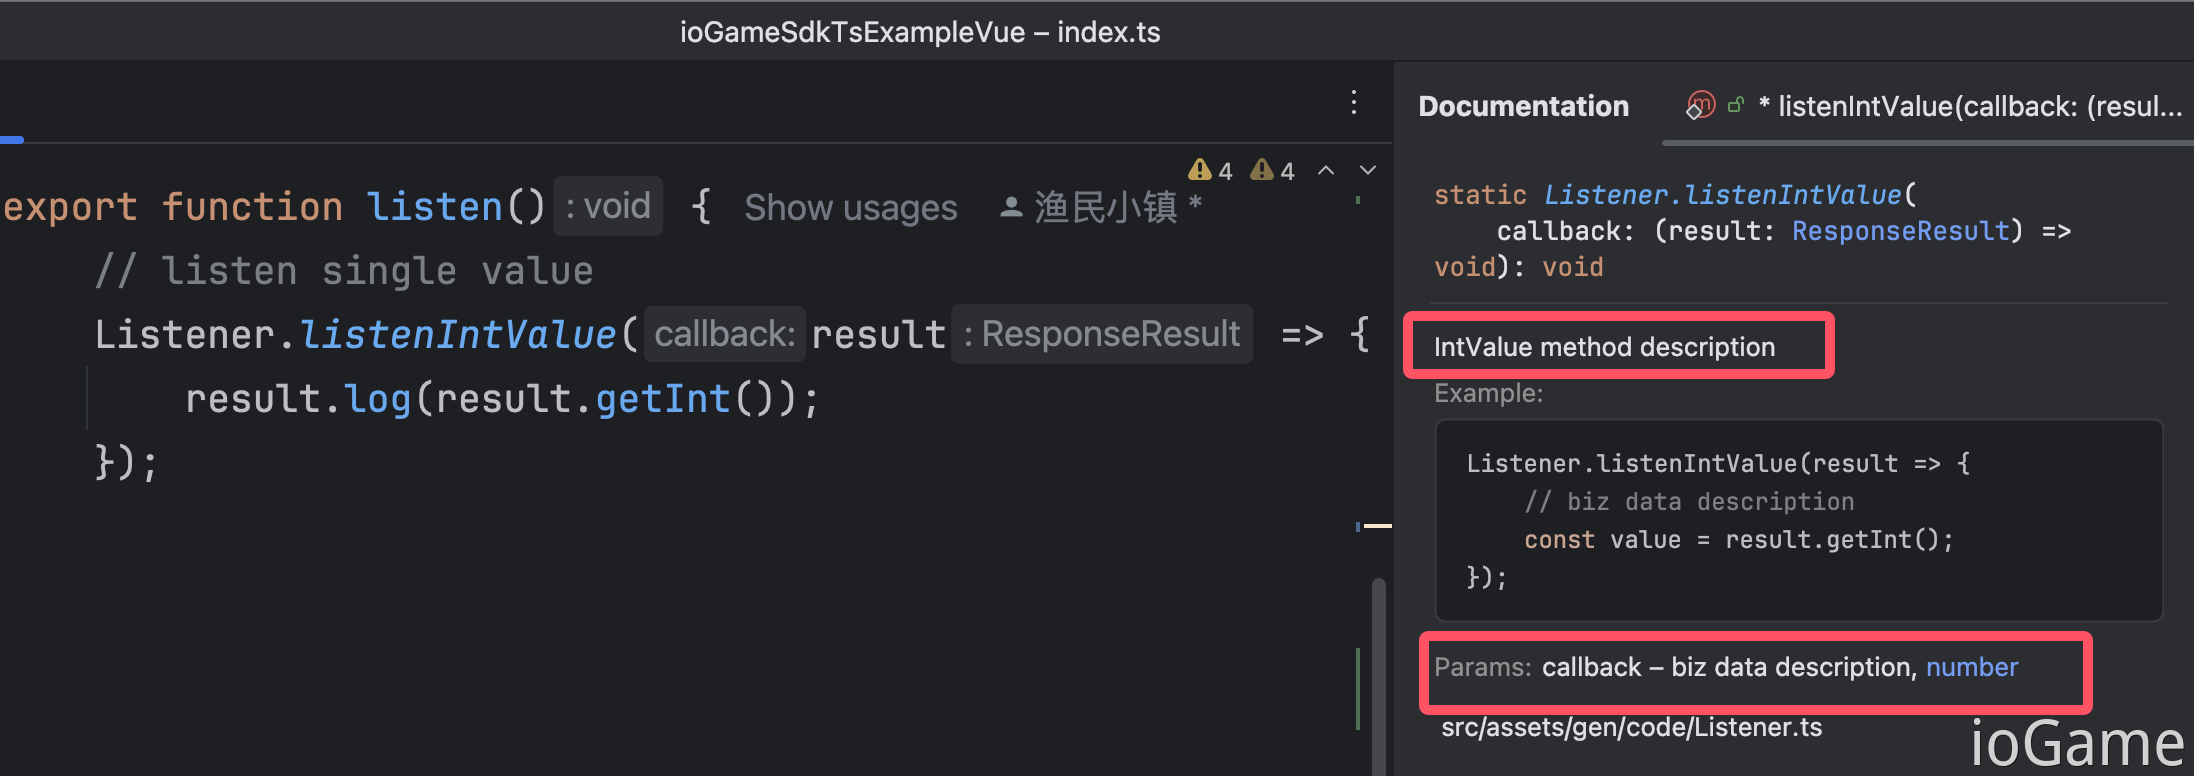 ioGameSdkTsExampleVue – index.ts
Documentation
* listenIntValue(callback: (resul...
4 4
export function listen() : void { Show usages 渔民小镇 *
// listen single value
Listener.listenIntValue( callback: result : ResponseResult => {
result.log(result.getInt());
});
static Listener.listenIntValue(
callback: (result: ResponseResult) =>
void): void
IntValue method description
Example:
Listener.listenIntValue(result => {
// biz data description
const value = result.getInt();
});
Params: callback – biz data description, number
src/assets/gen/code/Listener.ts
ioGame